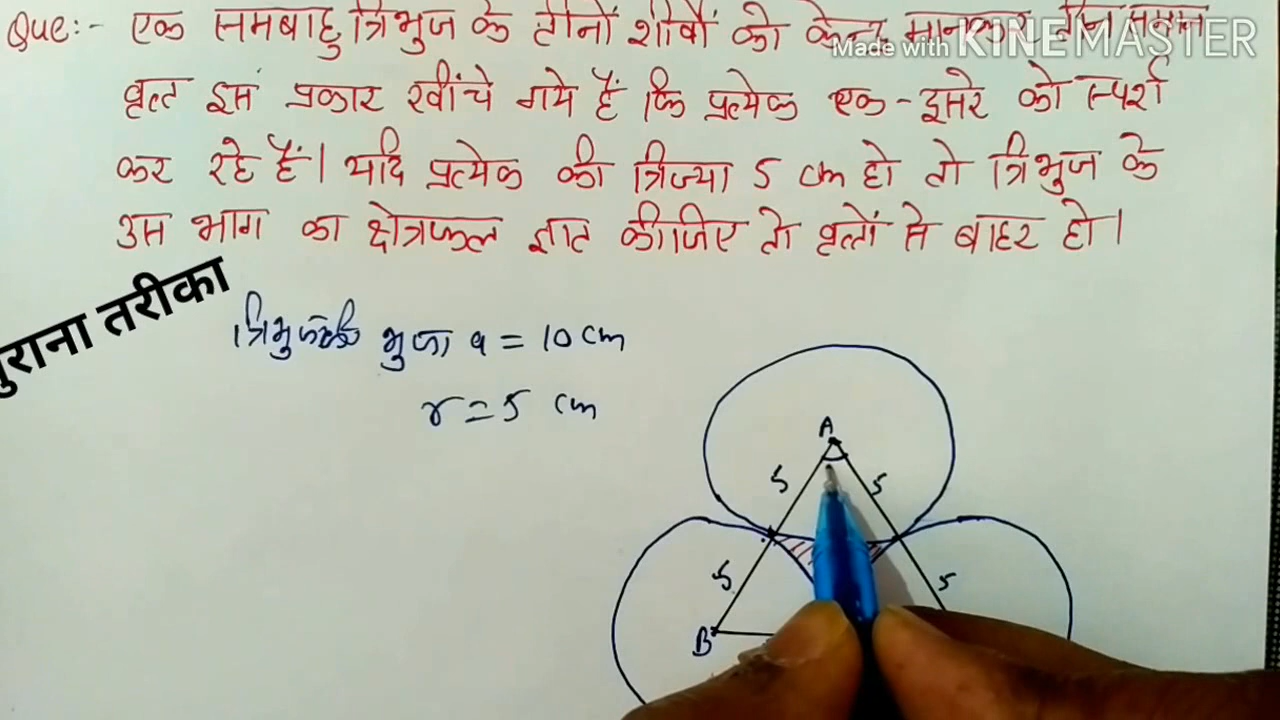 Que:- एक समबाहु त्रिभुज के तीनों शीर्षों को केन्द्र मानकर तीन समान
Made with KINEMASTER
वृत्त इस प्रकार खींचे गये हैं कि प्रत्येक एक-दूसरे को स्पर्श
कर रहे हैं। यदि प्रत्येक की त्रिज्या 5 cm हो तो त्रिभुज के
उस भाग का क्षेत्रफल ज्ञात कीजिए जो वृत्तों से बाहर हो।
पुराना तरीका
त्रिभुज की भुजा a = 10 cm
r = 5 cm
A
5 5
5 5
B